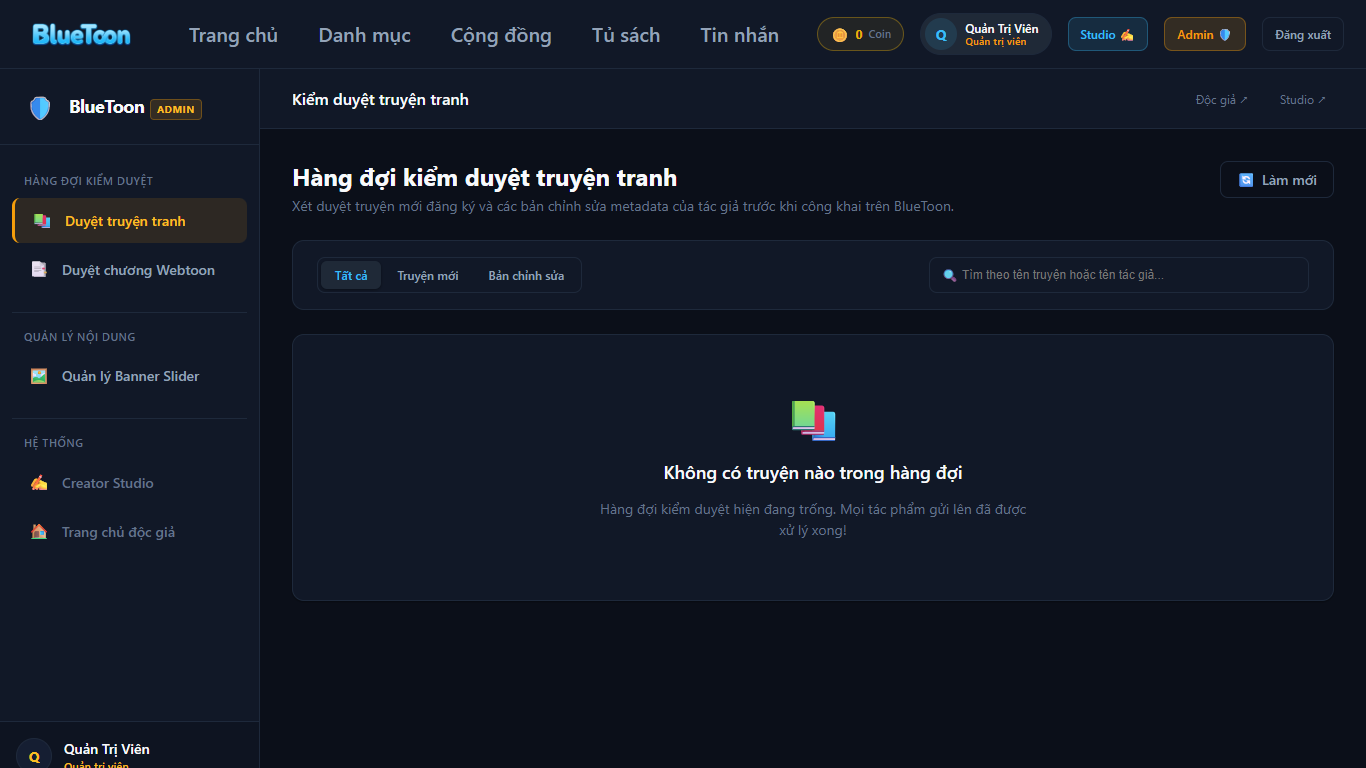 BlueToon
Trang chủ
Danh mục
Cộng đồng
Tủ sách
Tin nhắn
0 Coin
Q
Quản Trị Viên
Quản trị viên
Studio
Admin
Đăng xuất
BlueToon ADMIN
Kiểm duyệt truyện tranh
Độc giả ↗
Studio ↗
HÀNG ĐỢI KIỂM DUYỆT
Duyệt truyện tranh
Duyệt chương Webtoon
QUẢN LÝ NỘI DUNG
Quản lý Banner Slider
HỆ THỐNG
Creator Studio
Trang chủ độc giả
Q
Quản Trị Viên
Quản trị viên
Hàng đợi kiểm duyệt truyện tranh
Xét duyệt truyện mới đăng ký và các bản chỉnh sửa metadata của tác giả trước khi công khai trên BlueToon.
Làm mới
Tất cả
Truyện mới
Bản chỉnh sửa
Tìm theo tên truyện hoặc tên tác giả...
Không có truyện nào trong hàng đợi
Hàng đợi kiểm duyệt hiện đang trống. Mọi tác phẩm gửi lên đã được
xử lý xong!